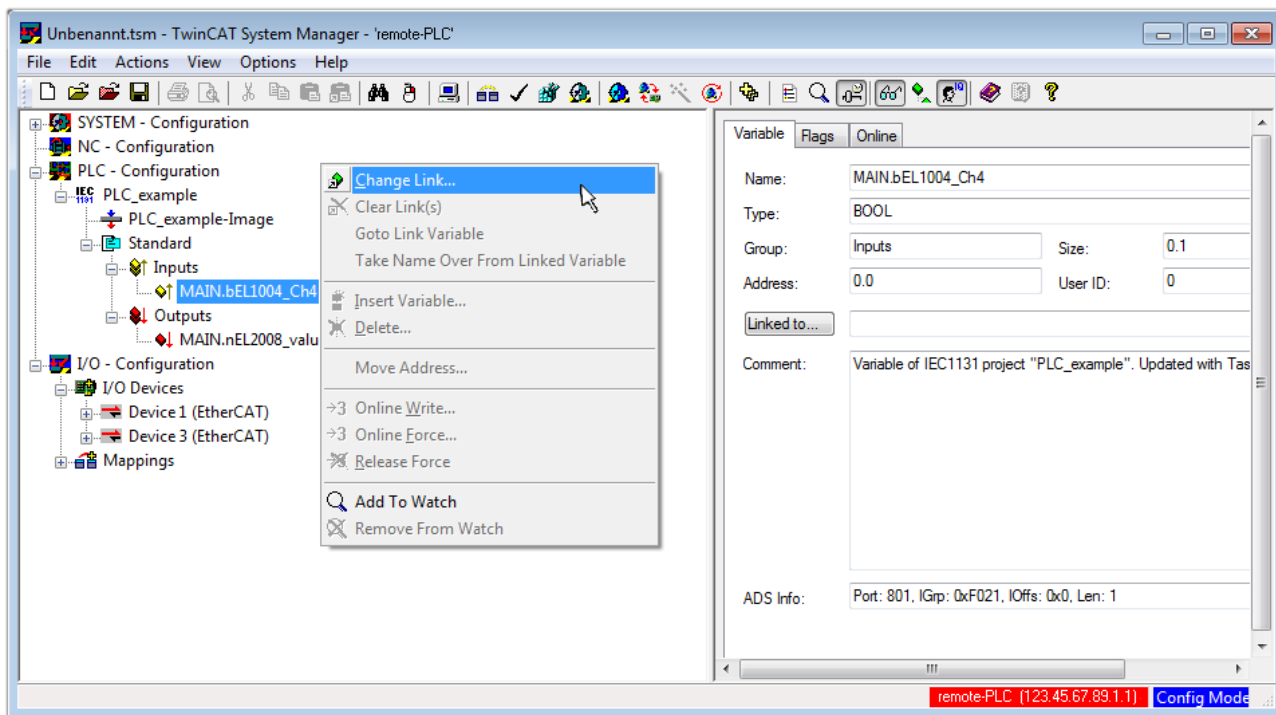 Unbenannt.tsm - TwinCAT System Manager - 'remote-PLC'
File Edit Actions View Options Help
SYSTEM - Configuration
NC - Configuration
PLC - Configuration
IEC 1131 PLC_example
PLC_example-Image
Standard
Inputs
MAIN.bEL1004_Ch4
Outputs
MAIN.nEL2008_valu
I/O - Configuration
I/O Devices
Device 1 (EtherCAT)
Device 3 (EtherCAT)
Mappings
Change Link...
Clear Link(s)
Goto Link Variable
Take Name Over From Linked Variable
Insert Variable...
Delete...
Move Address...
→3 Online Write...
→3 Online Force...
Release Force
Add To Watch
Remove From Watch
Variable Flags Online
Name: MAIN.bEL1004_Ch4
Type: BOOL
Group: Inputs Size: 0.1
Address: 0.0 User ID: 0
Linked to...
Comment: Variable of IEC1131 project "PLC_example". Updated with Tas
ADS Info: Port: 801, IGrp: 0xF021, IOffs: 0x0, Len: 1
remote-PLC (123.45.67.89.1.1) Config Mode